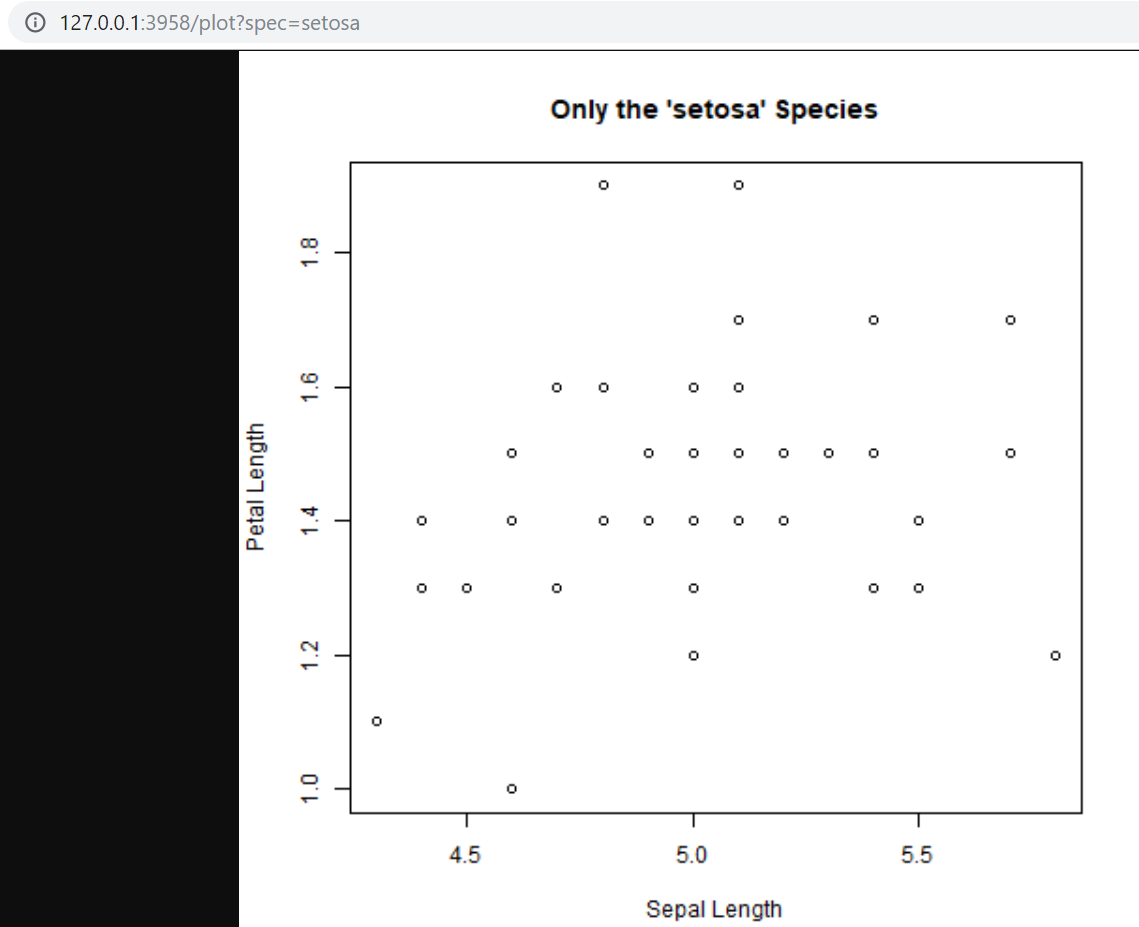 127.0.0.1:3958/plot?spec=setosa
Only the 'setosa' Species
Petal Length
1.8
1.6
1.4
1.2
1.0
4.5 5.0 5.5
Sepal Length